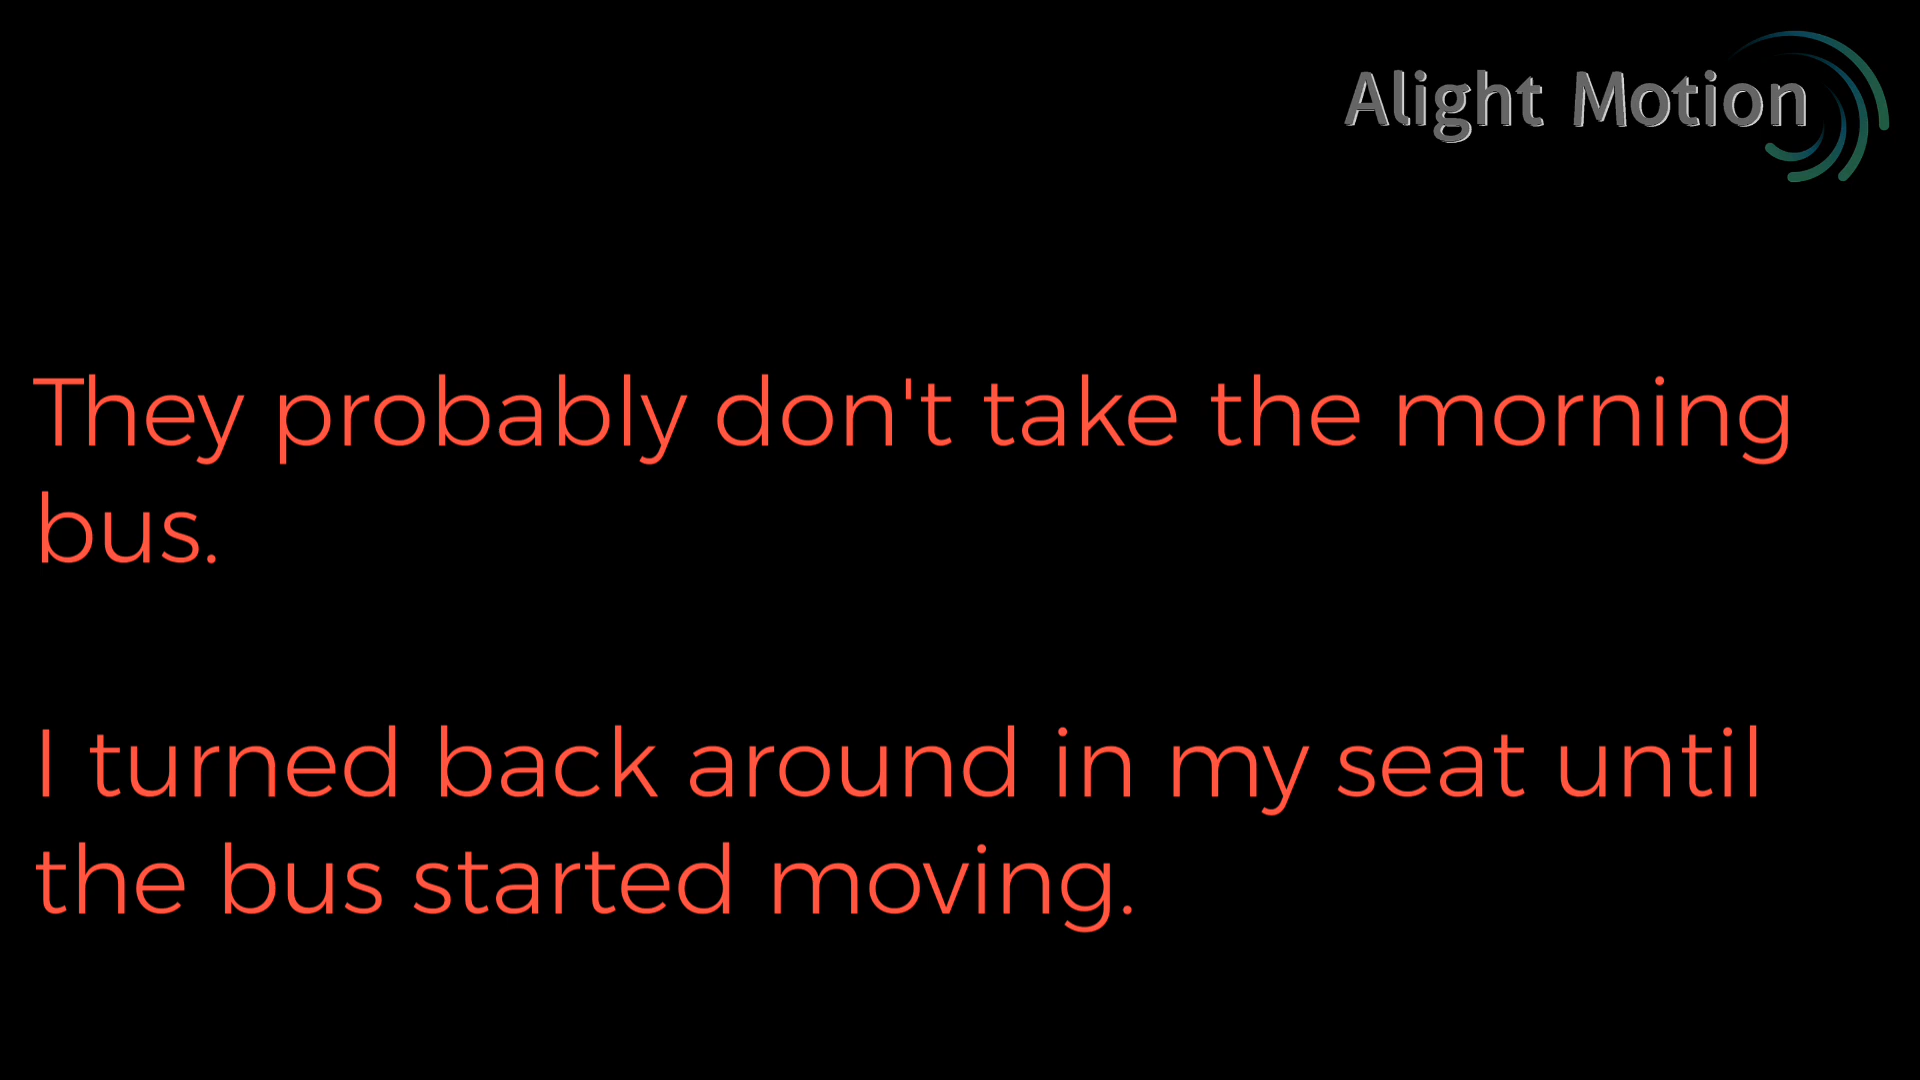 Alight Motion
They probably don't take the morning
bus.
I turned back around in my seat until
the bus started moving.